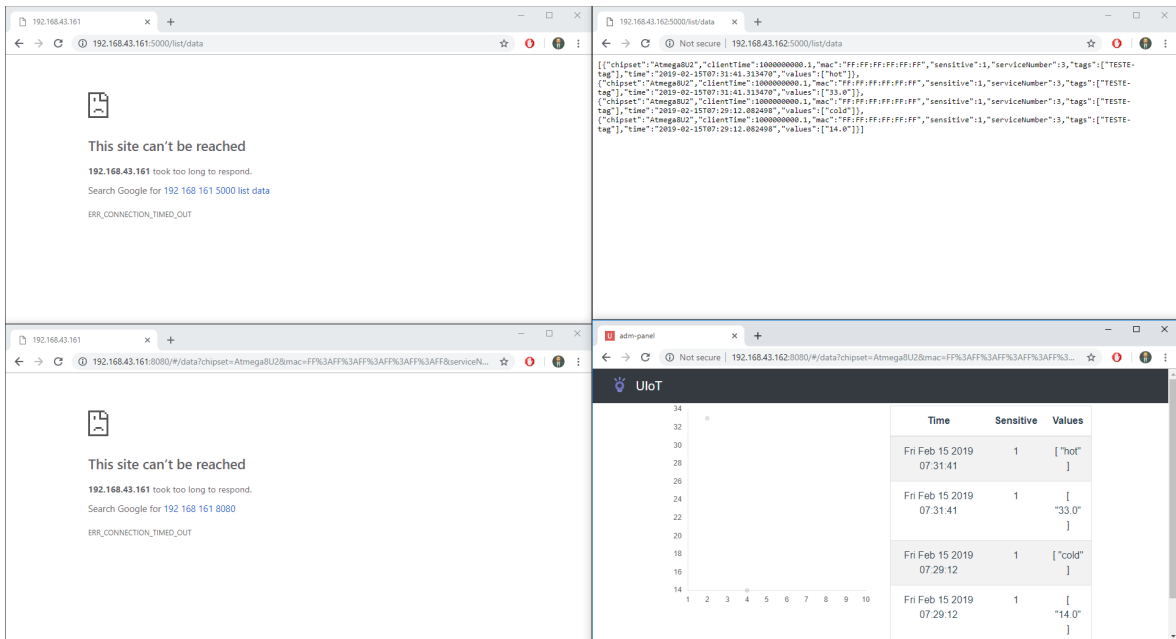 192.168.43.161
192.168.43.161:5000/list/data
This site can't be reached
192.168.43.161 took too long to respond.
Search Google for 192 168 161 5000 list data
ERR_CONNECTION_TIMED_OUT
192.168.43.162:5000/list/data
Not secure | 192.168.43.162:5000/list/data
[{"chipset":"Atmega8U2","clientTime":1000000000.1,"mac":"FF:FF:FF:FF:FF:FF","sensitive":1,"serviceNumber":3,"tags":["TESTE-
tag"],"time":"2019-02-15T07:31:41.313470","values":["hot"]},
{"chipset":"Atmega8U2","clientTime":1000000000.1,"mac":"FF:FF:FF:FF:FF:FF","sensitive":1,"serviceNumber":3,"tags":["TESTE-
tag"],"time":"2019-02-15T07:31:41.313470","values":["33.0"]},
{"chipset":"Atmega8U2","clientTime":1000000000.1,"mac":"FF:FF:FF:FF:FF:FF","sensitive":1,"serviceNumber":3,"tags":["TESTE-
tag"],"time":"2019-02-15T07:29:12.082498","values":["cold"]},
{"chipset":"Atmega8U2","clientTime":1000000000.1,"mac":"FF:FF:FF:FF:FF:FF","sensitive":1,"serviceNumber":3,"tags":["TESTE-
tag"],"time":"2019-02-15T07:29:12.082498","values":["14.0"]}]
192.168.43.161
192.168.43.161:8080/#/data?chipset=Atmega8U2&mac=FF%3AFF%3AFF%3AFF%3AFF%3AFF&serviceN...
This site can't be reached
192.168.43.161 took too long to respond.
Search Google for 192 168 161 8080
ERR_CONNECTION_TIMED_OUT
U adm-panel
Not secure | 192.168.43.162:8080/#/data?chipset=Atmega8U2&mac=FF%3AFF%3AFF%3AFF%3AFF%3...
UIoT
34
32
30
28
26
24
22
20
18
16
14
1 2 3 4 5 6 7 8 9 10
Time Sensitive Values
Fri Feb 15 2019 1 [ "hot"
07:31:41 ]
Fri Feb 15 2019 1 [
07:31:41 "33.0"
]
Fri Feb 15 2019 1 [ "cold"
07:29:12 ]
Fri Feb 15 2019 1 [
07:29:12 "14.0"
]